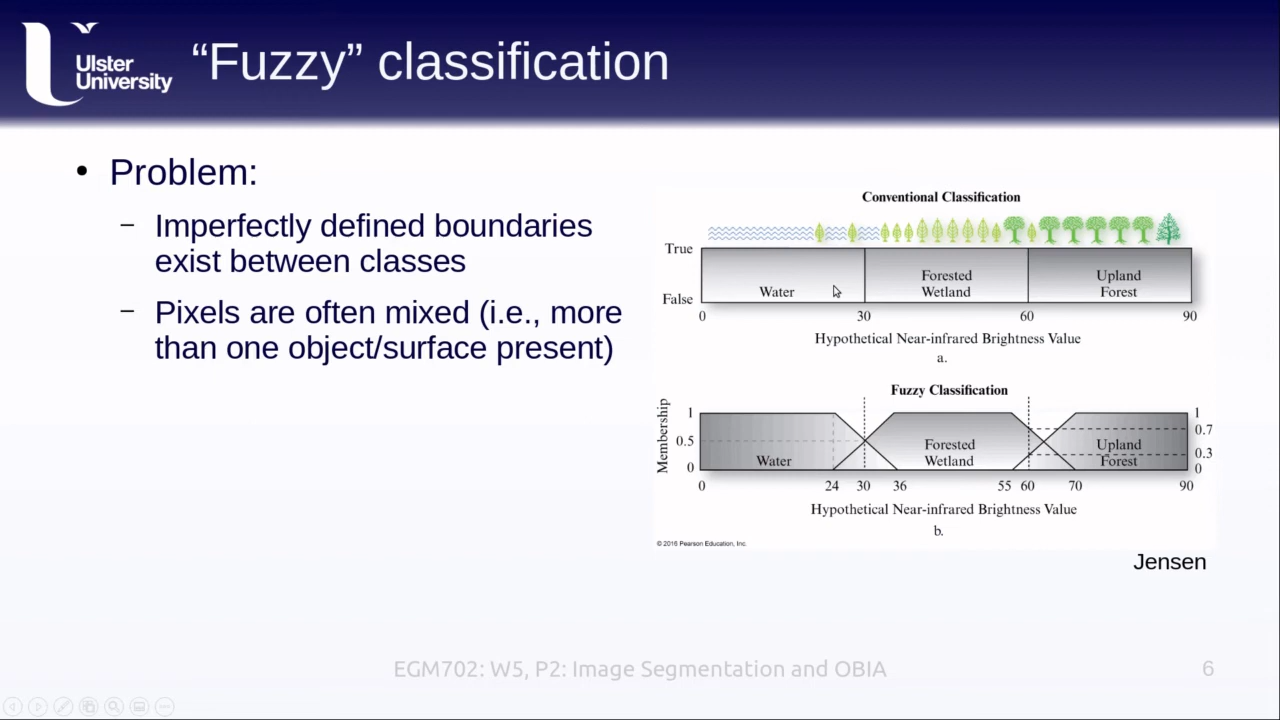 Ulster
University
“Fuzzy” classification
Problem:
Imperfectly defined boundaries
exist between classes
Pixels are often mixed (i.e., more
than one object/surface present)
Conventional Classification
True
False
Water
Forested
Wetland
Upland
Forest
0 30 60 90
Hypothetical Near-infrared Brightness Value
a.
Fuzzy Classification
Membership
1
0.5
0
Water
Forested
Wetland
Upland
Forest
1
0.7
0.3
0
0 24 30 36 55 60 70 90
Hypothetical Near-infrared Brightness Value
b.
© 2016 Pearson Education, Inc.
Jensen
EGM702: W5, P2: Image Segmentation and OBIA
6